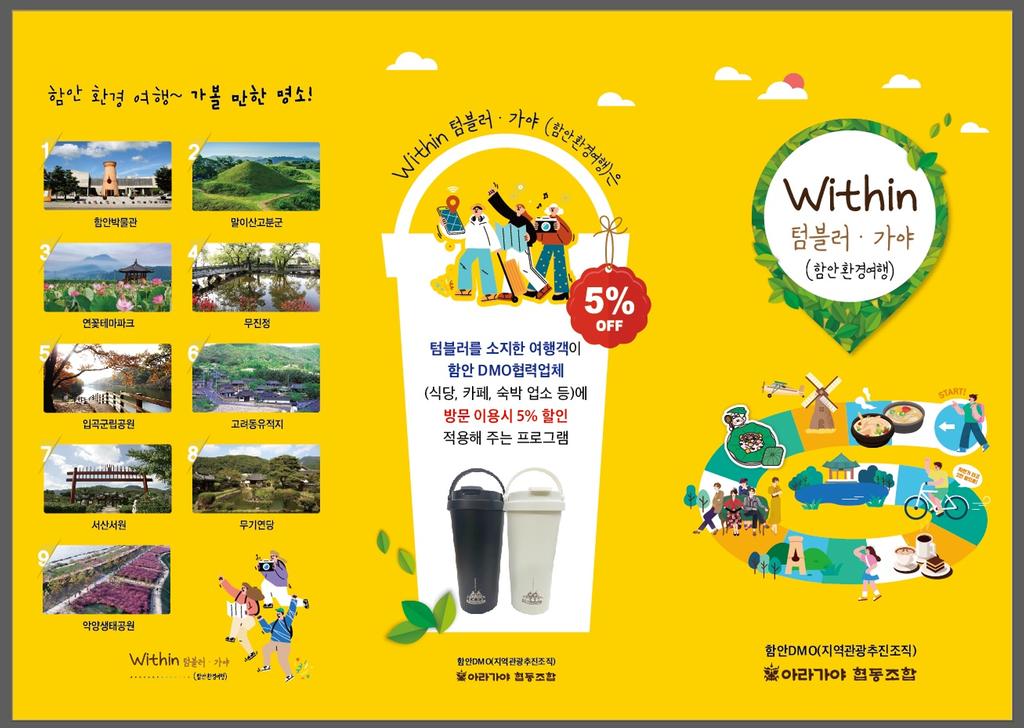 함안 환경 여행~ 가볼 만한 명소!
1
함안박물관
2
말이산고분군
3
연꽃테마파크
4
무진정
5
입곡군립공원
6
고려동유적지
7
서산서원
8
무기연당
9
악양생태공원
Within 텀블러 · 가야
(함안환경여행)
Within 텀블러 · 가야 (함안환경여행)은
5%
OFF
텀블러를 소지한 여행객이
함안 DMO협력업체
(식당, 카페, 숙박 업소 등)에
방문 이용시 5% 할인
적용해 주는 프로그램
함안DMO(지역관광추진조직)
아라가야 협동조합
Within
텀블러 · 가야
(함안환경여행)
START!
함안DMO(지역관광추진조직)
아라가야 협동조합